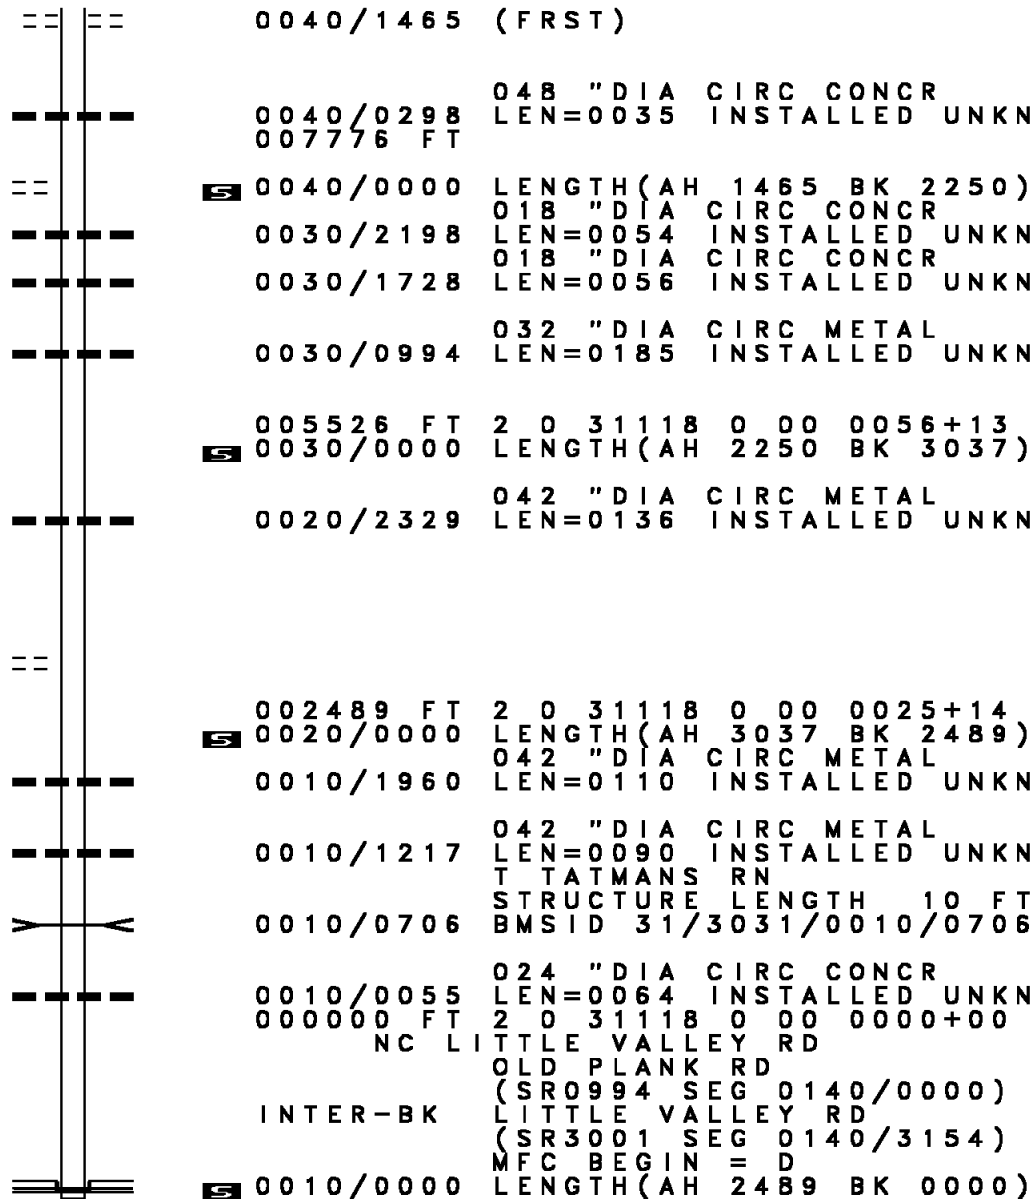 0040/1465 (FRST)
048 "DIA CIRC CONCR
0040/0298 LEN=0035 INSTALLED UNKN
007776 FT
S 0040/0000 LENGTH(AH 1465 BK 2250)
018 "DIA CIRC CONCR
0030/2198 LEN=0054 INSTALLED UNKN
018 "DIA CIRC CONCR
0030/1728 LEN=0056 INSTALLED UNKN
032 "DIA CIRC METAL
0030/0994 LEN=0185 INSTALLED UNKN
005526 FT 2 0 31118 0 00 0056+13
S 0030/0000 LENGTH(AH 2250 BK 3037)
042 "DIA CIRC METAL
0020/2329 LEN=0136 INSTALLED UNKN
002489 FT 2 0 31118 0 00 0025+14
S 0020/0000 LENGTH(AH 3037 BK 2489)
042 "DIA CIRC METAL
0010/1960 LEN=0110 INSTALLED UNKN
042 "DIA CIRC METAL
0010/1217 LEN=0090 INSTALLED UNKN
T TATMANS RN
STRUCTURE LENGTH 10 FT
0010/0706 BMSID 31/3031/0010/0706
024 "DIA CIRC CONCR
0010/0055 LEN=0064 INSTALLED UNKN
000000 FT 2 0 31118 0 00 0000+00
NC LITTLE VALLEY RD
OLD PLANK RD
(SR0994 SEG 0140/0000)
INTER-BK LITTLE VALLEY RD
(SR3001 SEG 0140/3154)
MFC BEGIN = D
S 0010/0000 LENGTH(AH 2489 BK 0000)